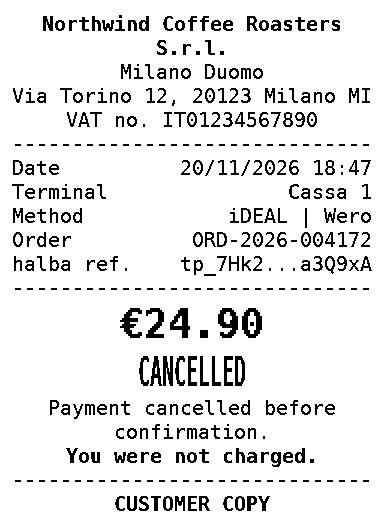 Northwind Coffee Roasters
S.r.l.
Milano Duomo
Via Torino 12, 20123 Milano MI
VAT no. IT01234567890
------------------------------
Date 20/11/2026 18:47
Terminal Cassa 1
Method iDEAL | Wero
Order ORD-2026-004172
halba ref. tp_7Hk2...a3Q9xA
------------------------------
€24.90
CANCELLED
Payment cancelled before
confirmation.
You were not charged.
------------------------------
CUSTOMER COPY